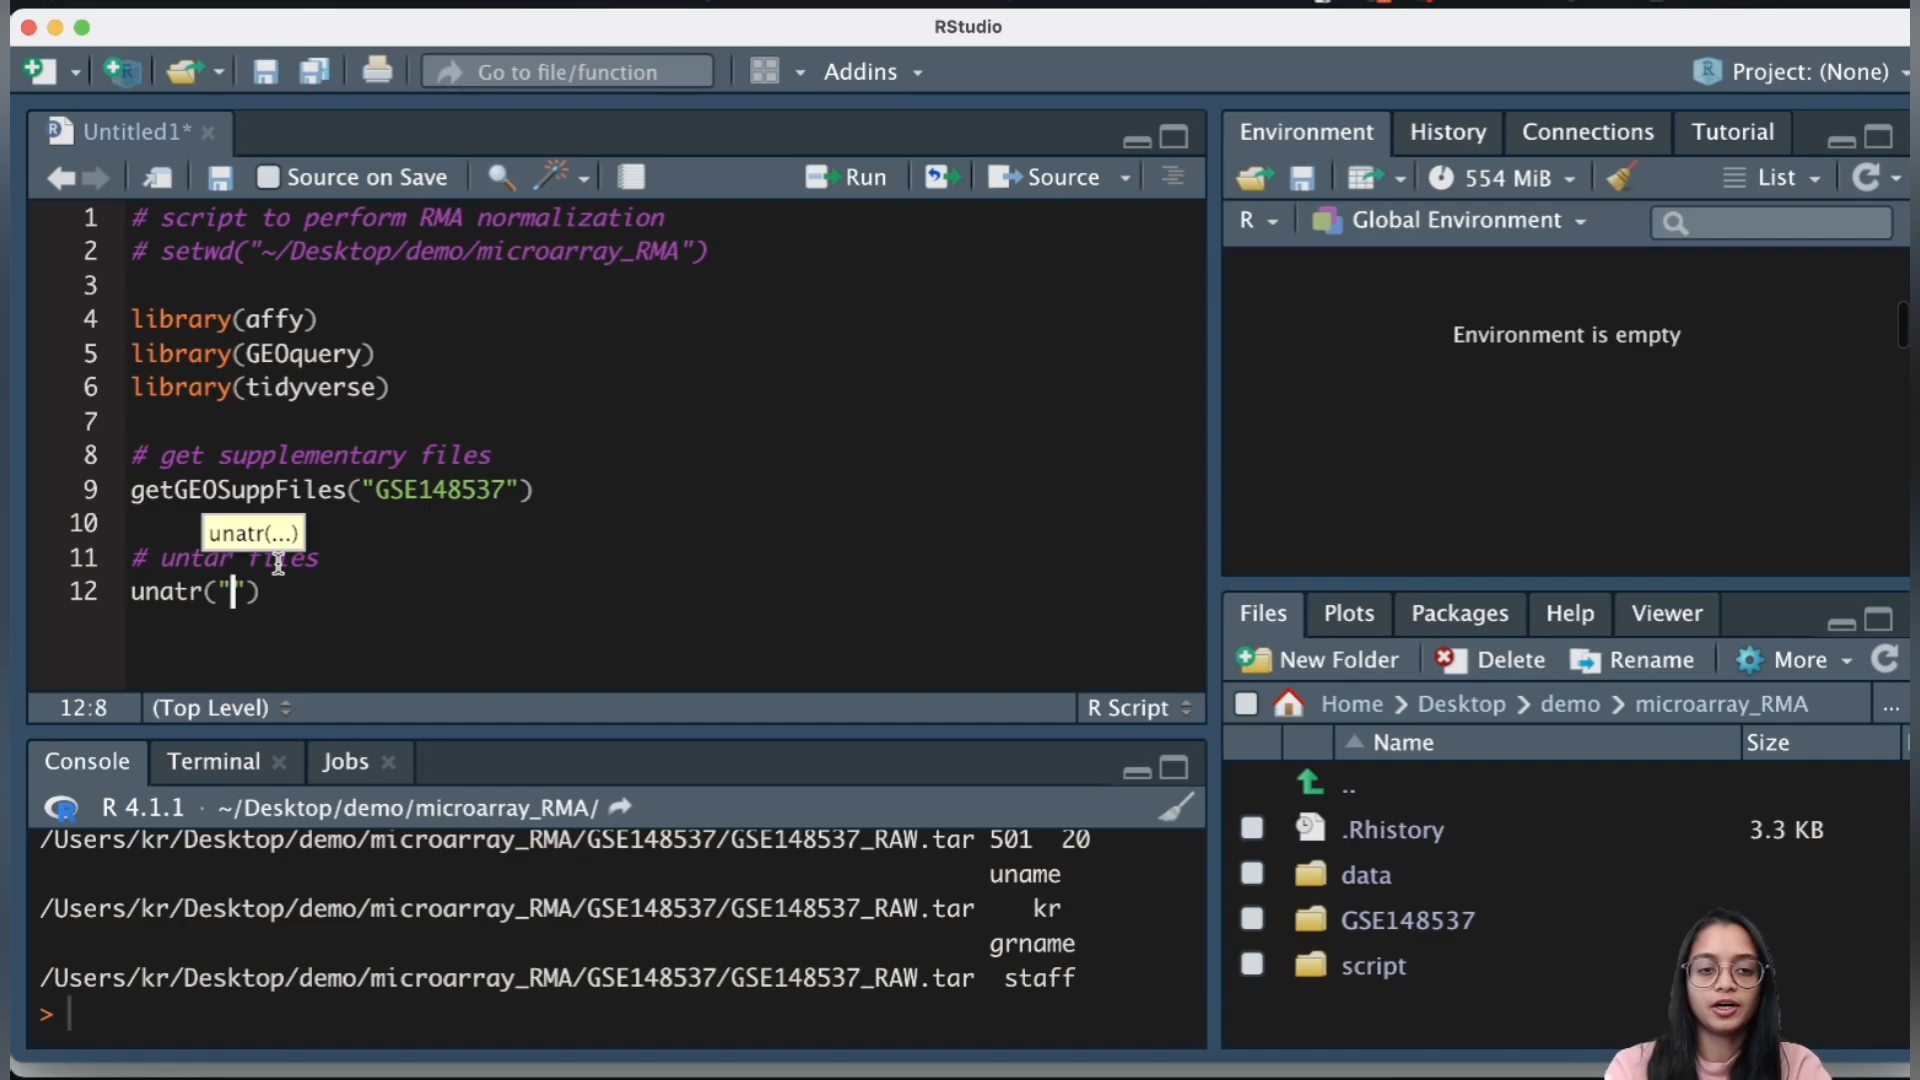 RStudio
Go to file/function
Addins
Project: (None)
Untitled1*
Source on Save
Run
Source
1 # script to perform RMA normalization
2 # setwd("~/Desktop/demo/microarray_RMA")
3
4 library(affy)
5 library(GEOquery)
6 library(tidyverse)
7
8 # get supplementary files
9 getGEOSuppFiles("GSE148537")
10
unatr(...)
11 # untar files
12 unatr("")
12:8 (Top Level) R Script
Console Terminal Jobs
R 4.1.1 · ~/Desktop/demo/microarray_RMA/
/Users/kr/Desktop/demo/microarray_RMA/GSE148537/GSE148537_RAW.tar 501 20
uname
/Users/kr/Desktop/demo/microarray_RMA/GSE148537/GSE148537_RAW.tar kr
grname
/Users/kr/Desktop/demo/microarray_RMA/GSE148537/GSE148537_RAW.tar staff
>
Environment History Connections Tutorial
554 MiB List
R Global Environment
Environment is empty
Files Plots Packages Help Viewer
New Folder Delete Rename More
Home Desktop demo microarray_RMA ...
Name Size
..
.Rhistory 3.3 KB
data
GSE148537
script